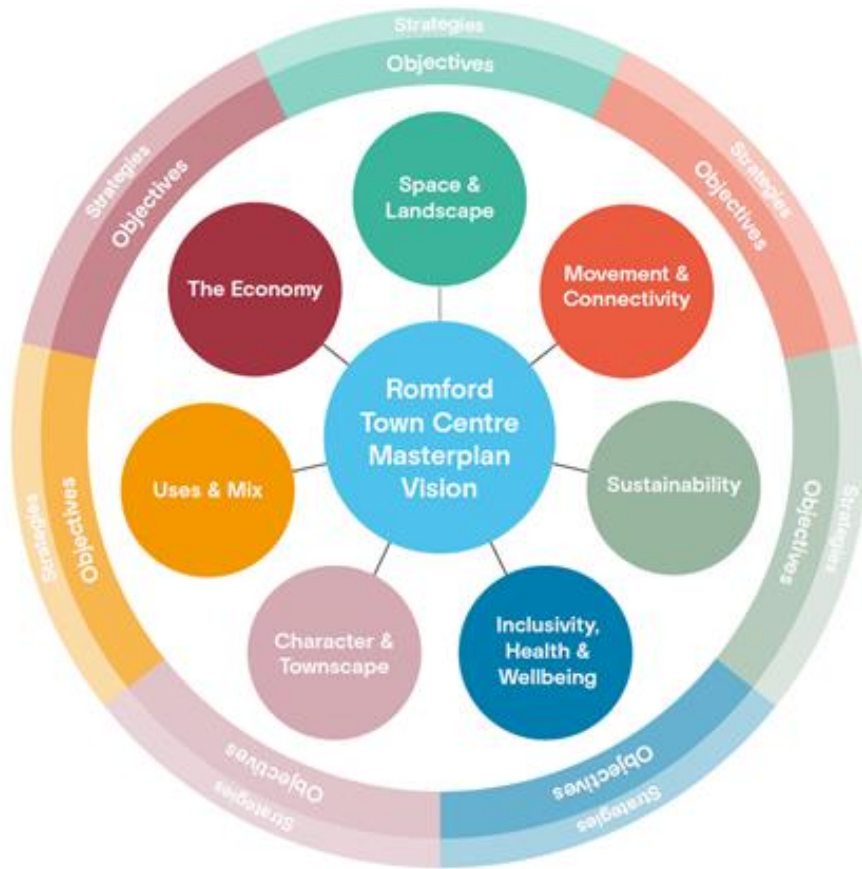 Strategies
Objectives
Strategies
Objectives
Strategies
Objectives
Space &
Landscape
The Economy
Movement &
Connectivity
Romford
Town Centre
Masterplan
Vision
Uses & Mix
Sustainability
Strategies
Objectives
Objectives
Strategies
Character &
Townscape
Inclusivity,
Health &
Wellbeing
Objectives
Strategies
Objectives
Strategies